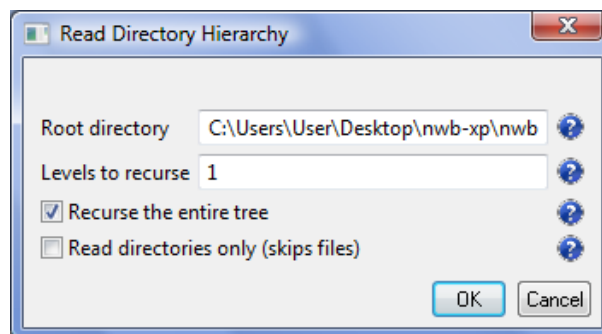 Read Directory Hierarchy
Root directory C:\Users\User\Desktop\nwb-xp\nwb
Levels to recurse 1
Recurse the entire tree
Read directories only (skips files)
OK Cancel